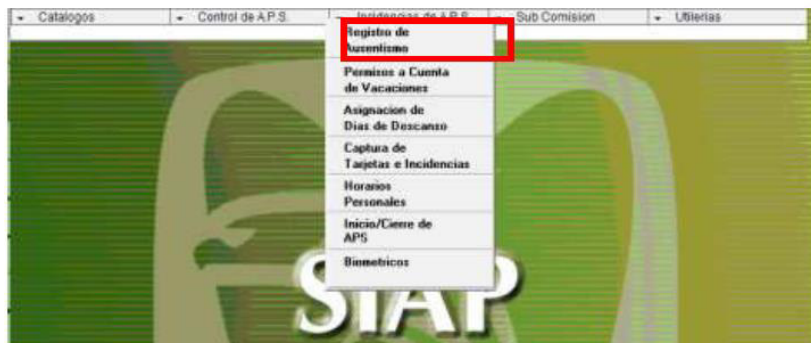 Catalogos
Control de A.P.S.
Incidencias de A.P.S.
Sub Comision
Utilerias
Registro de
Ausentismo
Permisos a Cuenta
de Vacaciones
Asignacion de
Dias de Descanso
Captura de
Tarjetas e Incidencias
Horarios
Personales
Inicio/Cierre de
APS
Biometricos
SIAP